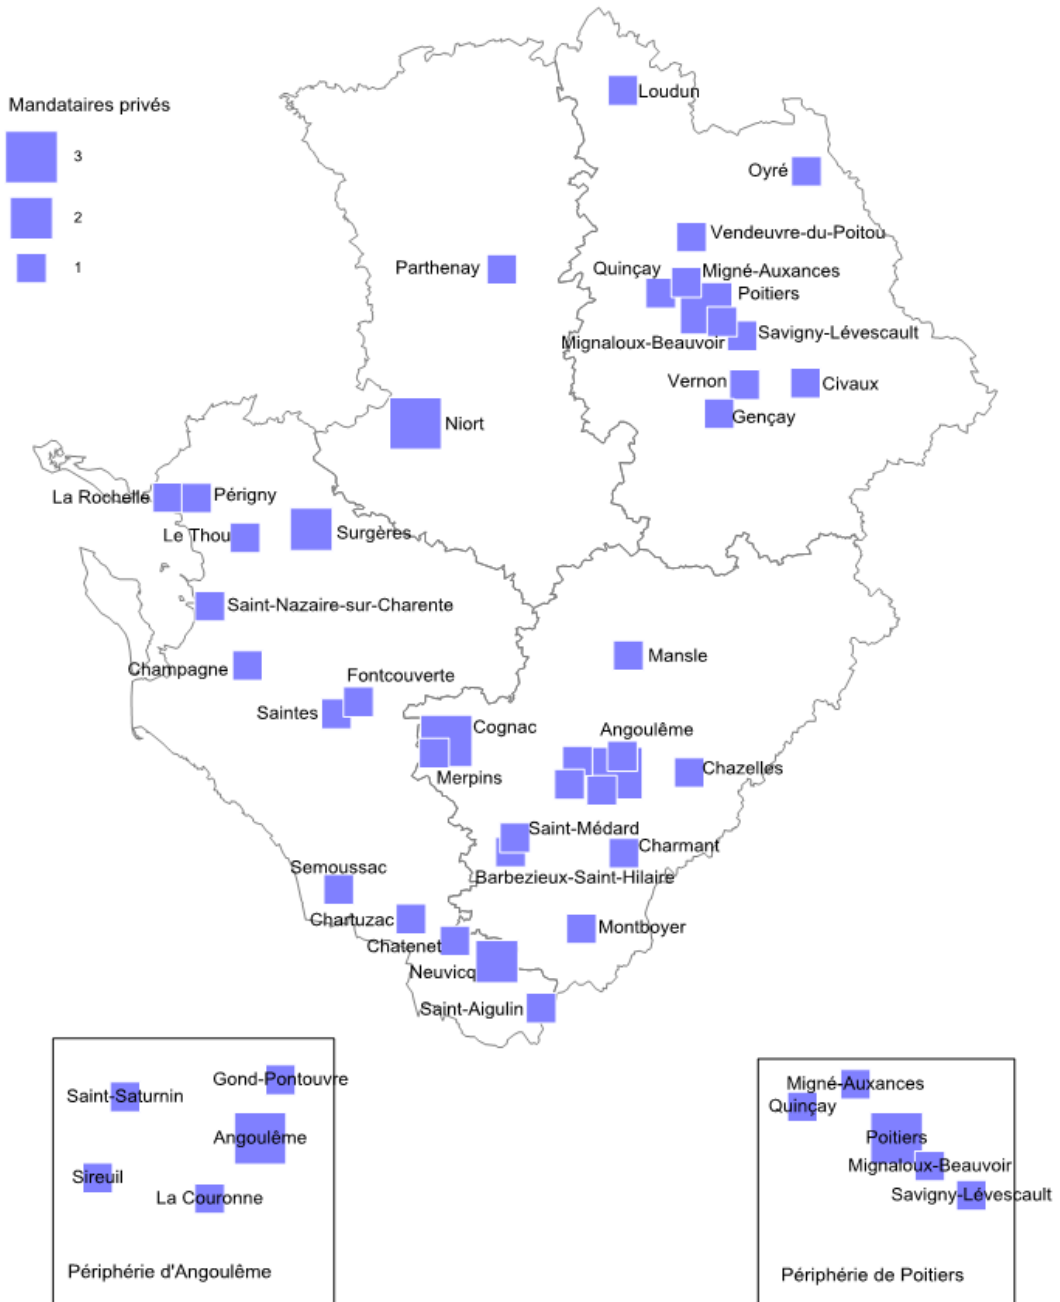 Loudun
Mandataires privés
3
Oyré
2
Vendeuvre-du-Poitou
1
Parthenay
Quinçay
Migné-Auxances
Poitiers
Savigny-Lévescault
Mignaloux-Beauvoir
Vernon
Civaux
Gençay
Niort
La Rochelle
Périgny
Le Thou
Surgères
Saint-Nazaire-sur-Charente
Mansle
Champagne
Fontcouverte
Saintes
Cognac
Angoulême
Merpins
Chazelles
Saint-Médard
Charmant
Semoussac
Barbezieux-Saint-Hilaire
Chartuzac
Montboyer
Chatenet
Neuvicq
Saint-Aigulin
Gond-Pontouvre
Saint-Saturnin
Angoulême
Sireuil
La Couronne
Périphérie d'Angoulême
Migné-Auxances
Quinçay
Poitiers
Mignaloux-Beauvoir
Savigny-Lévescault
Périphérie de Poitiers